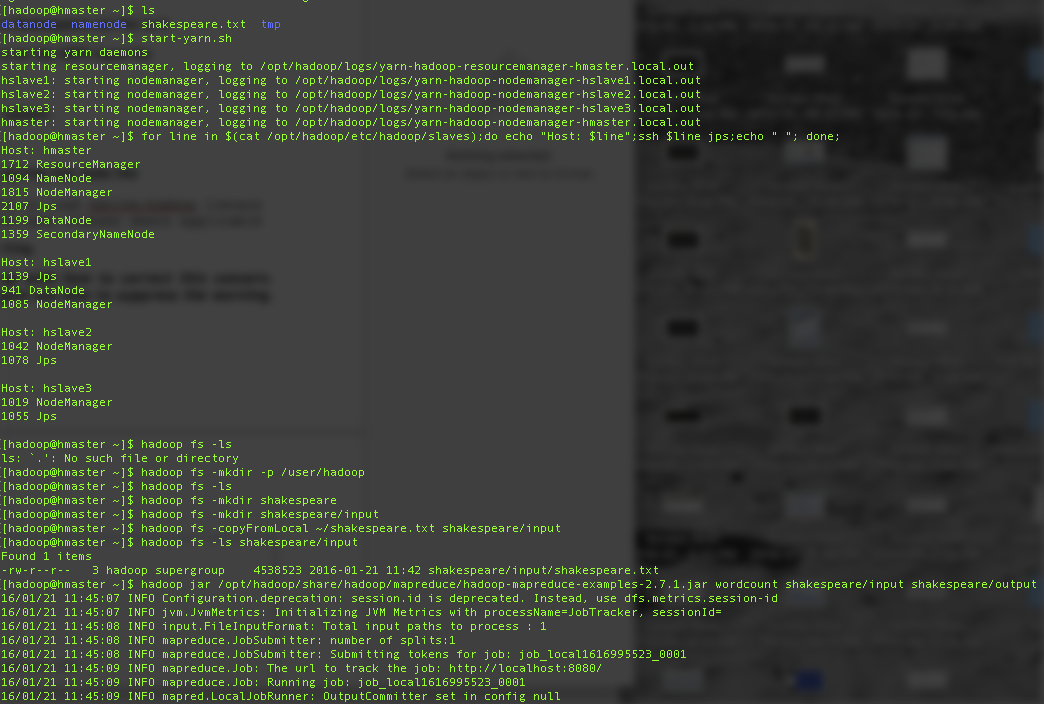 [[hadoop@hmaster ~]$ ls
datanode  namenode  shakespeare.txt  tmp
[[hadoop@hmaster ~]$ start-yarn.sh
starting yarn daemons
starting resourcemanager, logging to /opt/hadoop/logs/yarn-hadoop-resourcemanager-hmaster.local.out
hslave1: starting nodemanager, logging to /opt/hadoop/logs/yarn-hadoop-nodemanager-hslave1.local.out
hslave2: starting nodemanager, logging to /opt/hadoop/logs/yarn-hadoop-nodemanager-hslave2.local.out
hslave3: starting nodemanager, logging to /opt/hadoop/logs/yarn-hadoop-nodemanager-hslave3.local.out
hmaster: starting nodemanager, logging to /opt/hadoop/logs/yarn-hadoop-nodemanager-hmaster.local.out
[[hadoop@hmaster ~]$ for line in $(cat /opt/hadoop/etc/hadoop/slaves);do echo "Host: $line";ssh $line jps;echo " "; done;
Host: hmaster
1712 ResourceManager
1094 NameNode
1815 NodeManager
2107 Jps
1199 DataNode
1359 SecondaryNameNode
Host: hslave1
1139 Jps
941 DataNode
1085 NodeManager
Host: hslave2
1042 NodeManager
1078 Jps
Host: hslave3
1019 NodeManager
1055 Jps
[[hadoop@hmaster ~]$ hadoop fs -ls
ls: `.': No such file or directory
[[hadoop@hmaster ~]$ hadoop fs -mkdir -p /user/hadoop
[[hadoop@hmaster ~]$ hadoop fs -ls
[[hadoop@hmaster ~]$ hadoop fs -mkdir shakespeare
[[hadoop@hmaster ~]$ hadoop fs -mkdir shakespeare/input
[[hadoop@hmaster ~]$ hadoop fs -copyFromLocal ~/shakespeare.txt shakespeare/input
[[hadoop@hmaster ~]$ hadoop fs -ls shakespeare/input
Found 1 items
-rw-r--r--   3 hadoop supergroup    4538523 2016-01-21 11:42 shakespeare/input/shakespeare.txt
[[hadoop@hmaster ~]$ hadoop jar /opt/hadoop/share/hadoop/mapreduce/hadoop-mapreduce-examples-2.7.1.jar wordcount shakespeare/input shakespeare/output
16/01/21 11:45:07 INFO Configuration.deprecation: session.id is deprecated. Instead, use dfs.metrics.session-id
16/01/21 11:45:07 INFO jvm.JvmMetrics: Initializing JVM Metrics with processName=JobTracker, sessionId=
16/01/21 11:45:08 INFO input.FileInputFormat: Total input paths to process : 1
16/01/21 11:45:08 INFO mapreduce.JobSubmitter: number of splits:1
16/01/21 11:45:08 INFO mapreduce.JobSubmitter: Submitting tokens for job: job_local1616995523_0001
16/01/21 11:45:09 INFO mapreduce.Job: The url to track the job: http://localhost:8080/
16/01/21 11:45:09 INFO mapreduce.Job: Running job: job_local1616995523_0001
16/01/21 11:45:09 INFO mapred.LocalJobRunner: OutputCommitter set in config null